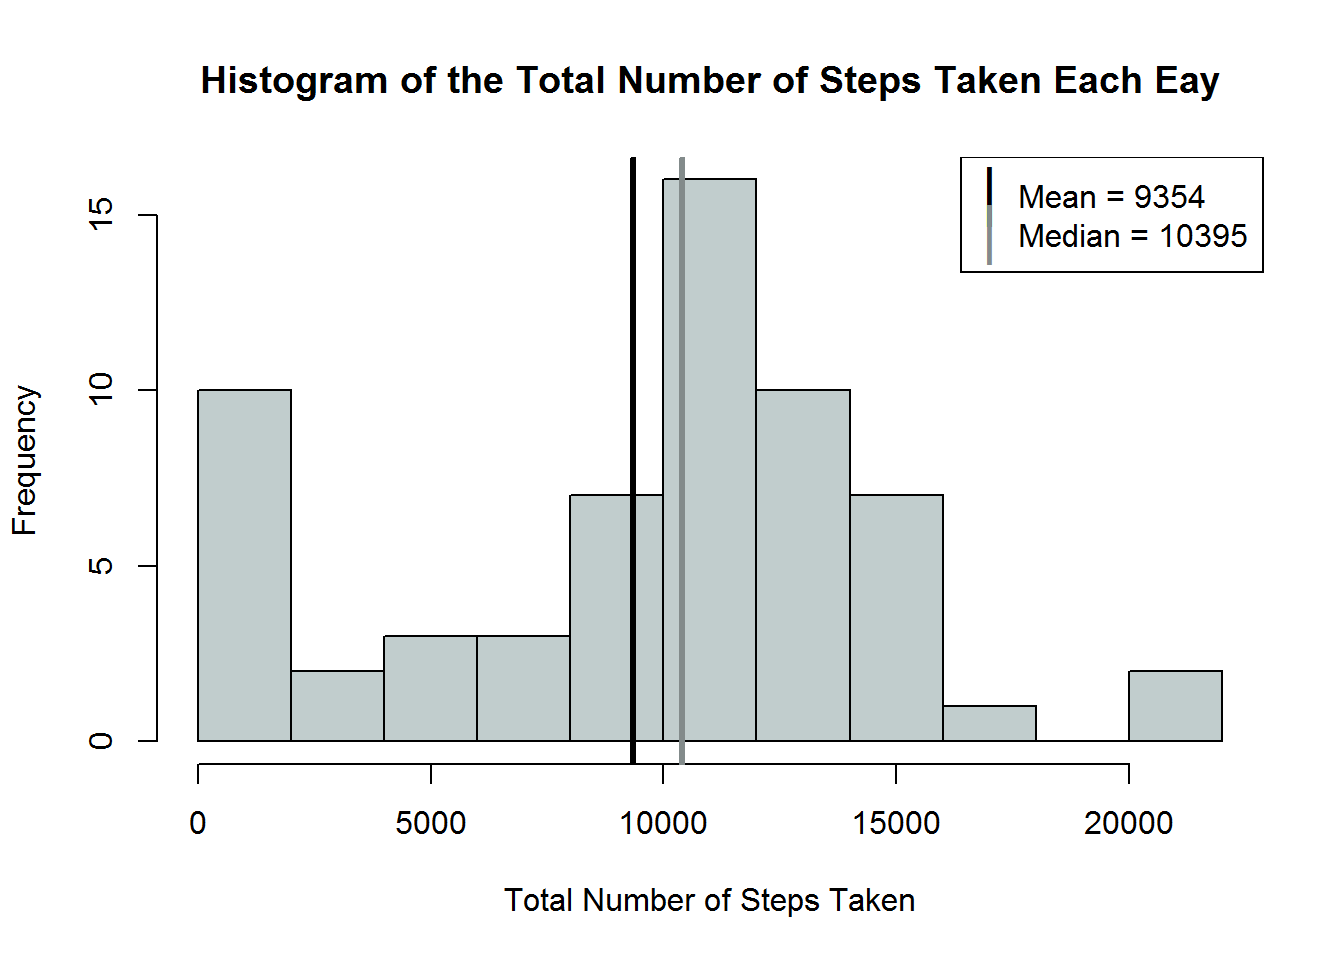 Histogram of the Total Number of Steps Taken Each Eay
Mean = 9354
Median = 10395
15
10
5
0
Frequency
0 5000 10000 15000 20000
Total Number of Steps Taken